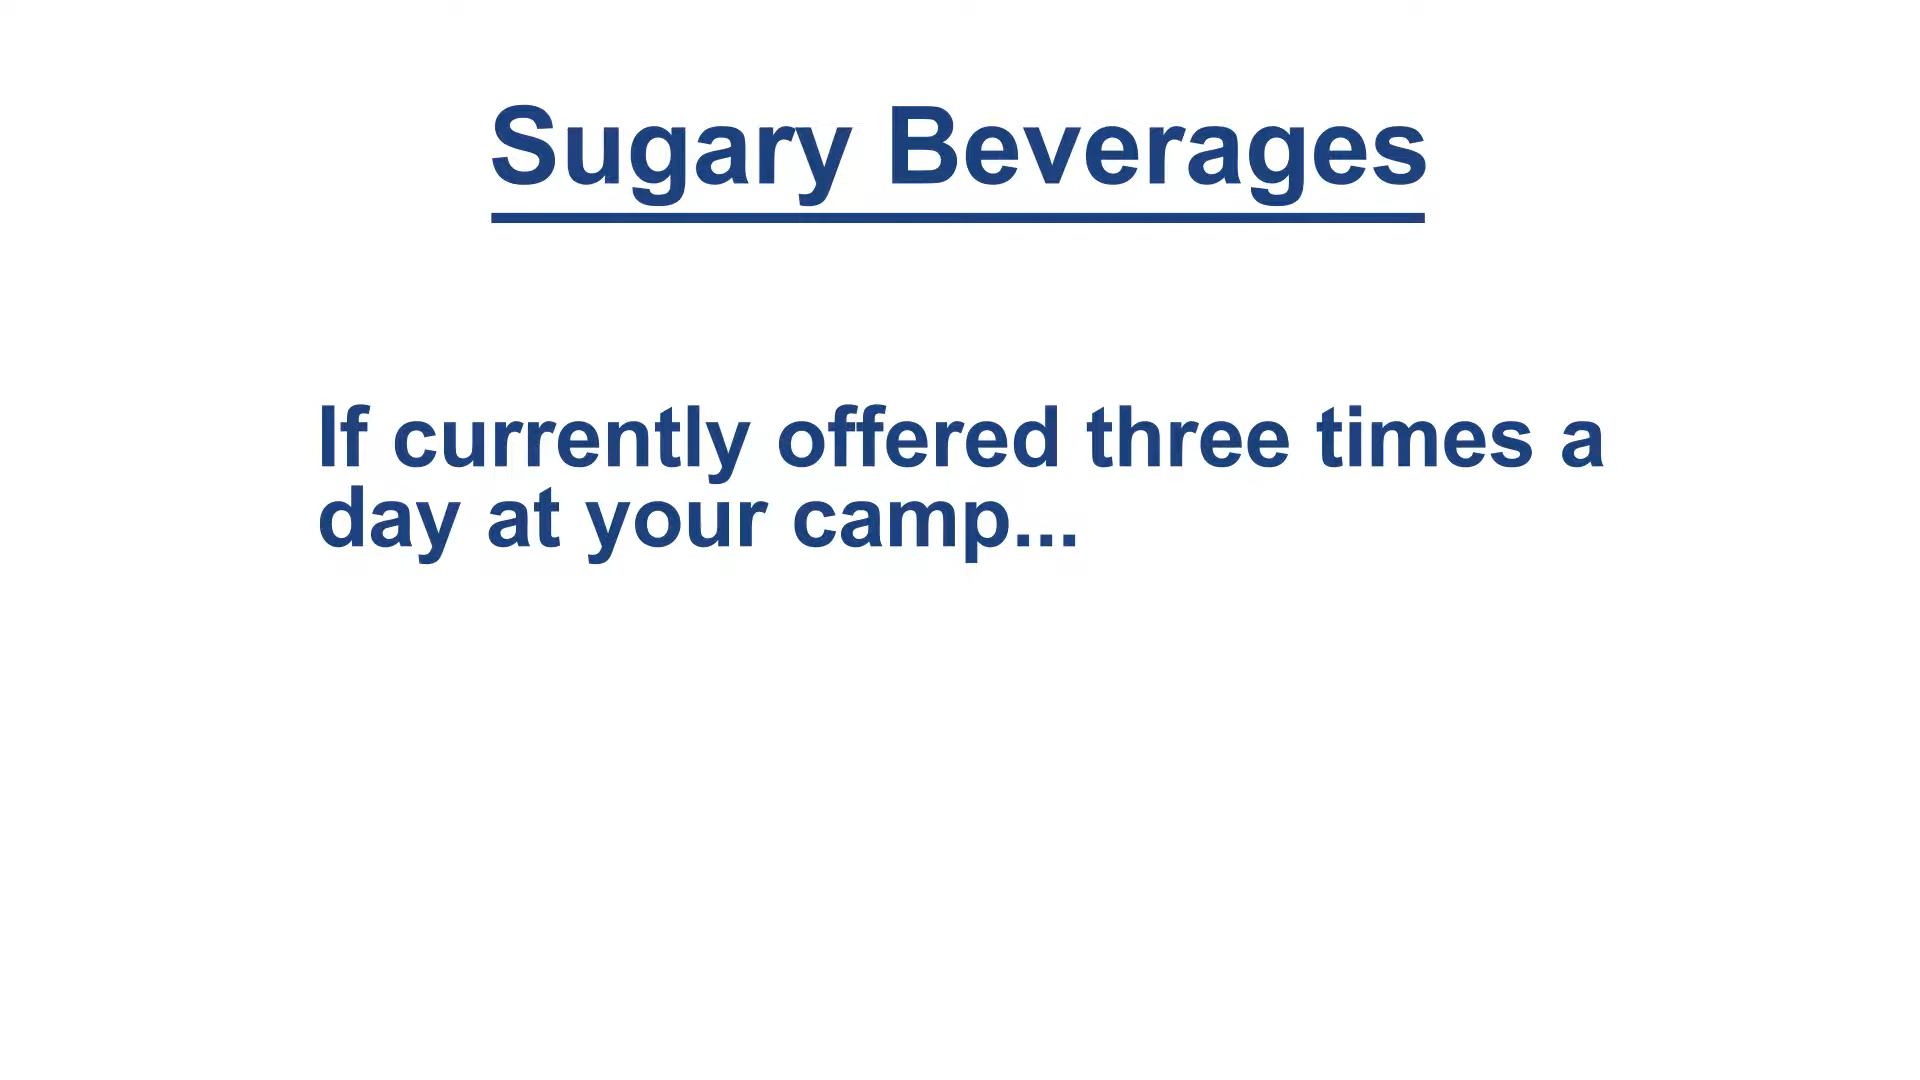 Sugary Beverages
If currently offered three times a
day at your camp...